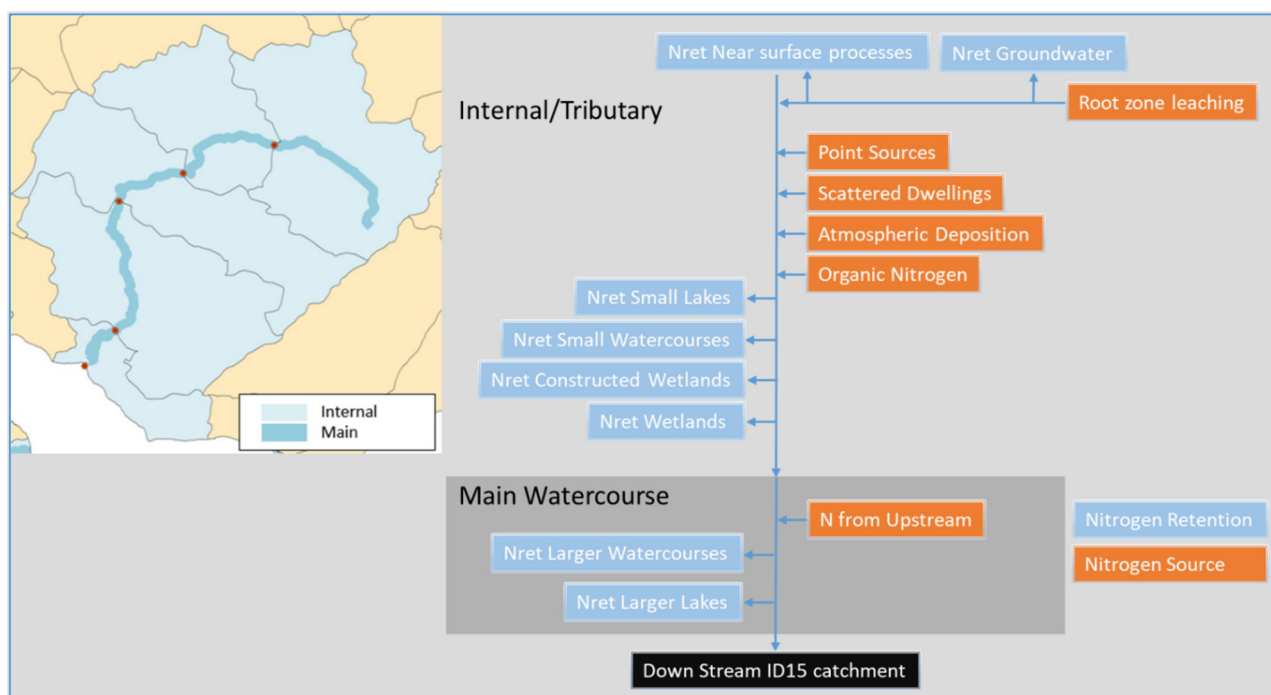 Internal
Main
Nret Near surface processes
Nret Groundwater
Internal/Tributary
Root zone leaching
Point Sources
Scattered Dwellings
Atmospheric Deposition
Organic Nitrogen
Nret Small Lakes
Nret Small Watercourses
Nret Constructed Wetlands
Nret Wetlands
Main Watercourse
N from Upstream
Nret Larger Watercourses
Nret Larger Lakes
Nitrogen Retention
Nitrogen Source
Down Stream ID15 catchment